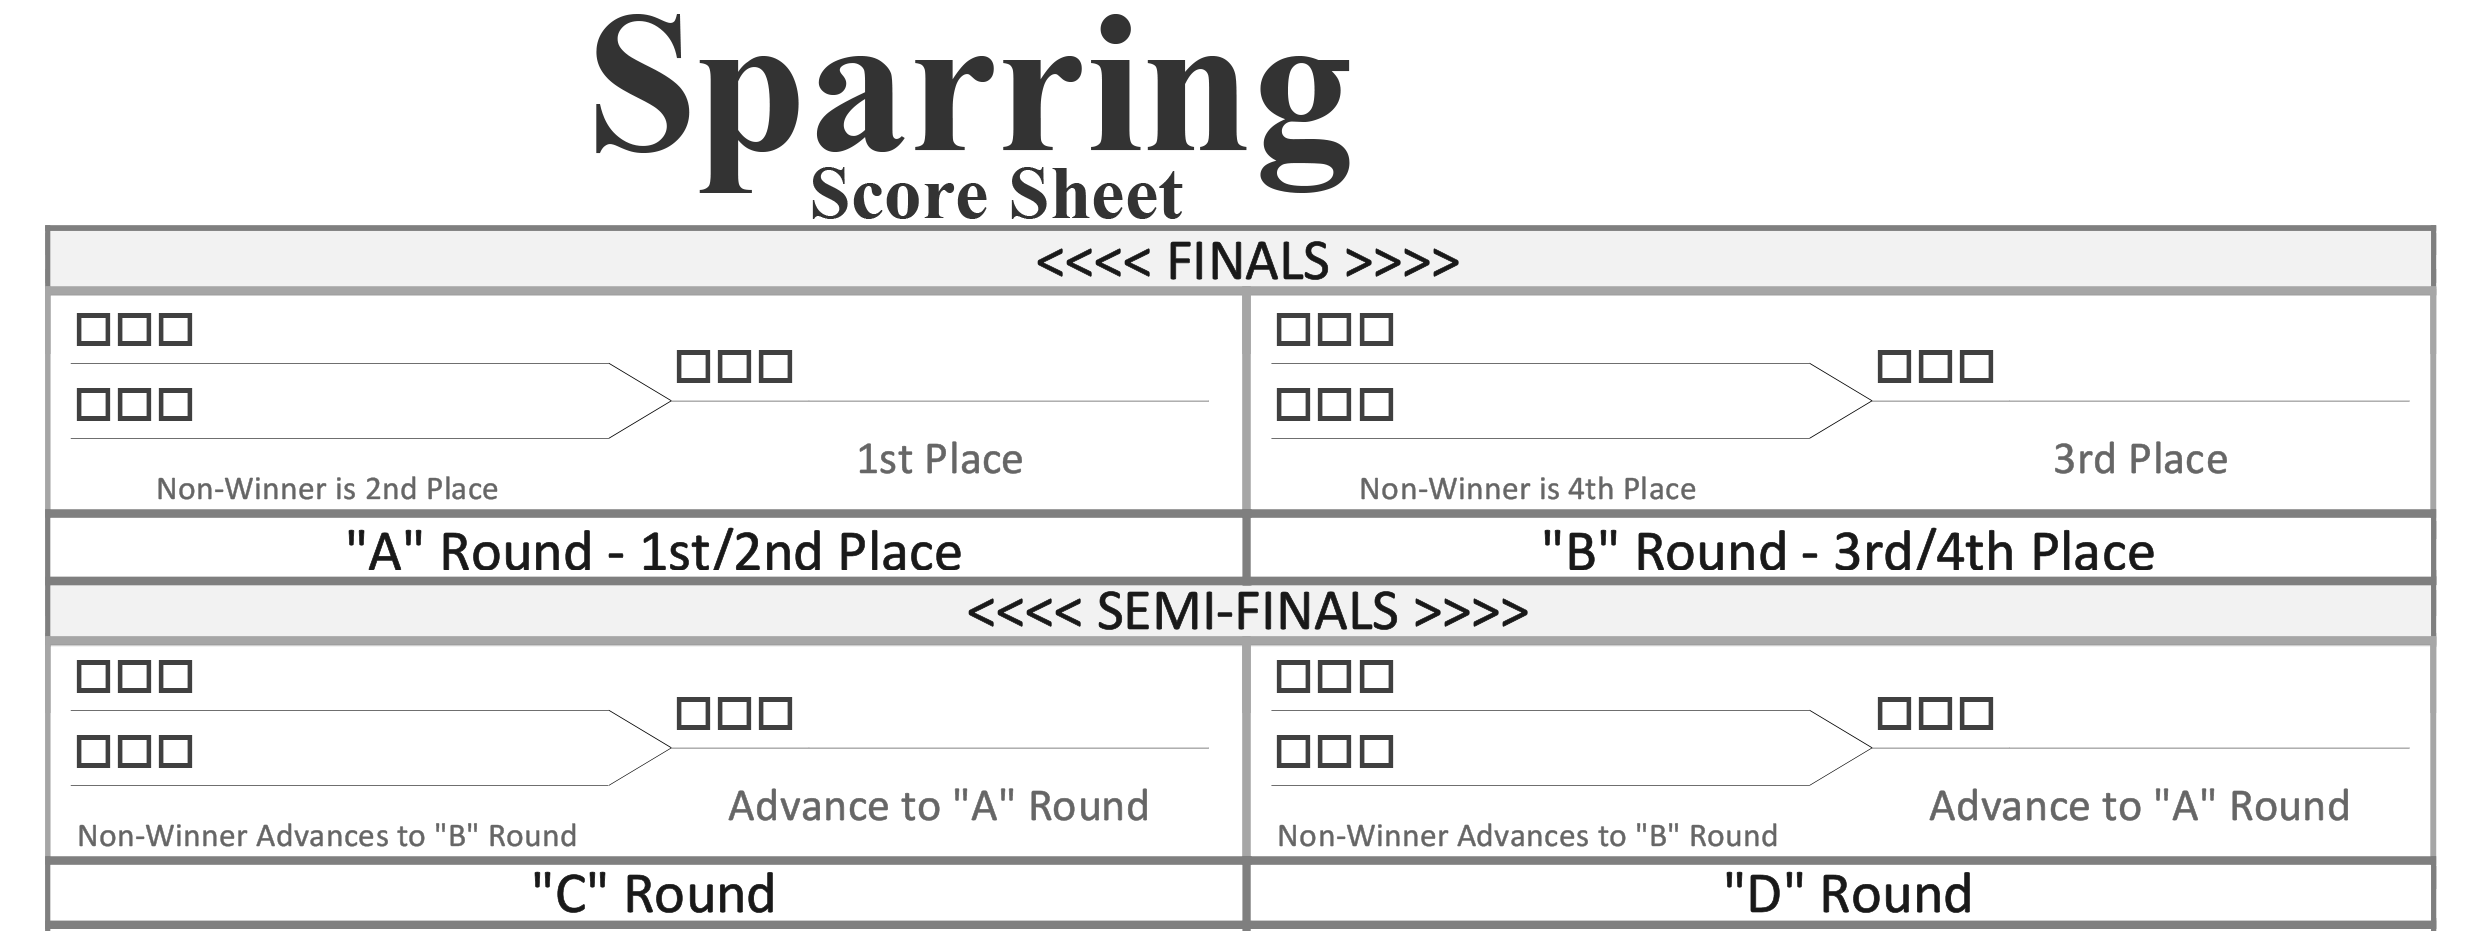 Sparring
Score Sheet
<<<< FINALS >>>>
1st Place
Non-Winner is 2nd Place
3rd Place
Non-Winner is 4th Place
"A" Round - 1st/2nd Place
"B" Round - 3rd/4th Place
<<<< SEMI-FINALS >>>>
Advance to "A" Round
Non-Winner Advances to "B" Round
Advance to "A" Round
Non-Winner Advances to "B" Round
"C" Round
"D" Round